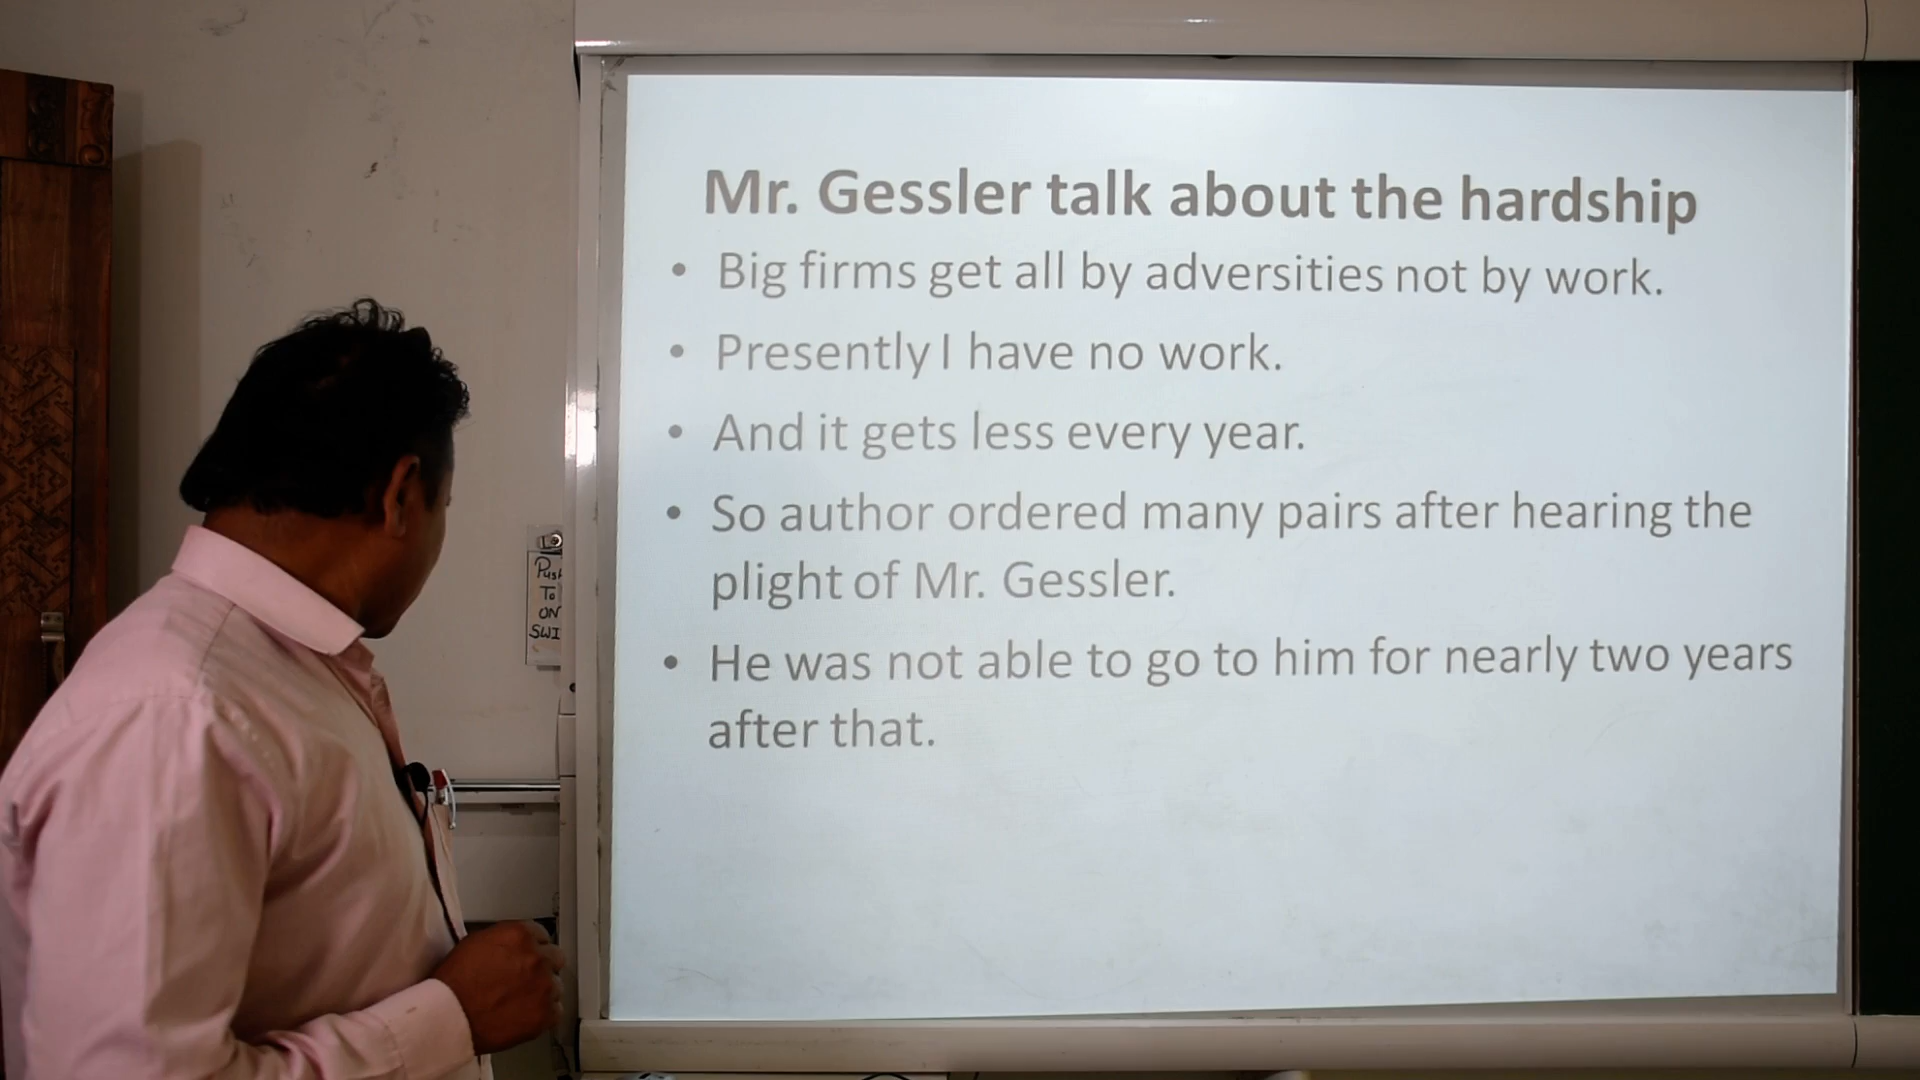 Mr. Gessler talk about the hardship
• Big firms get all by adversities not by work.
• Presently I have no work.
• And it gets less every year.
• So author ordered many pairs after hearing the
plight of Mr. Gessler.
• He was not able to go to him for nearly two years
after that.
Push
To
ON
SWI